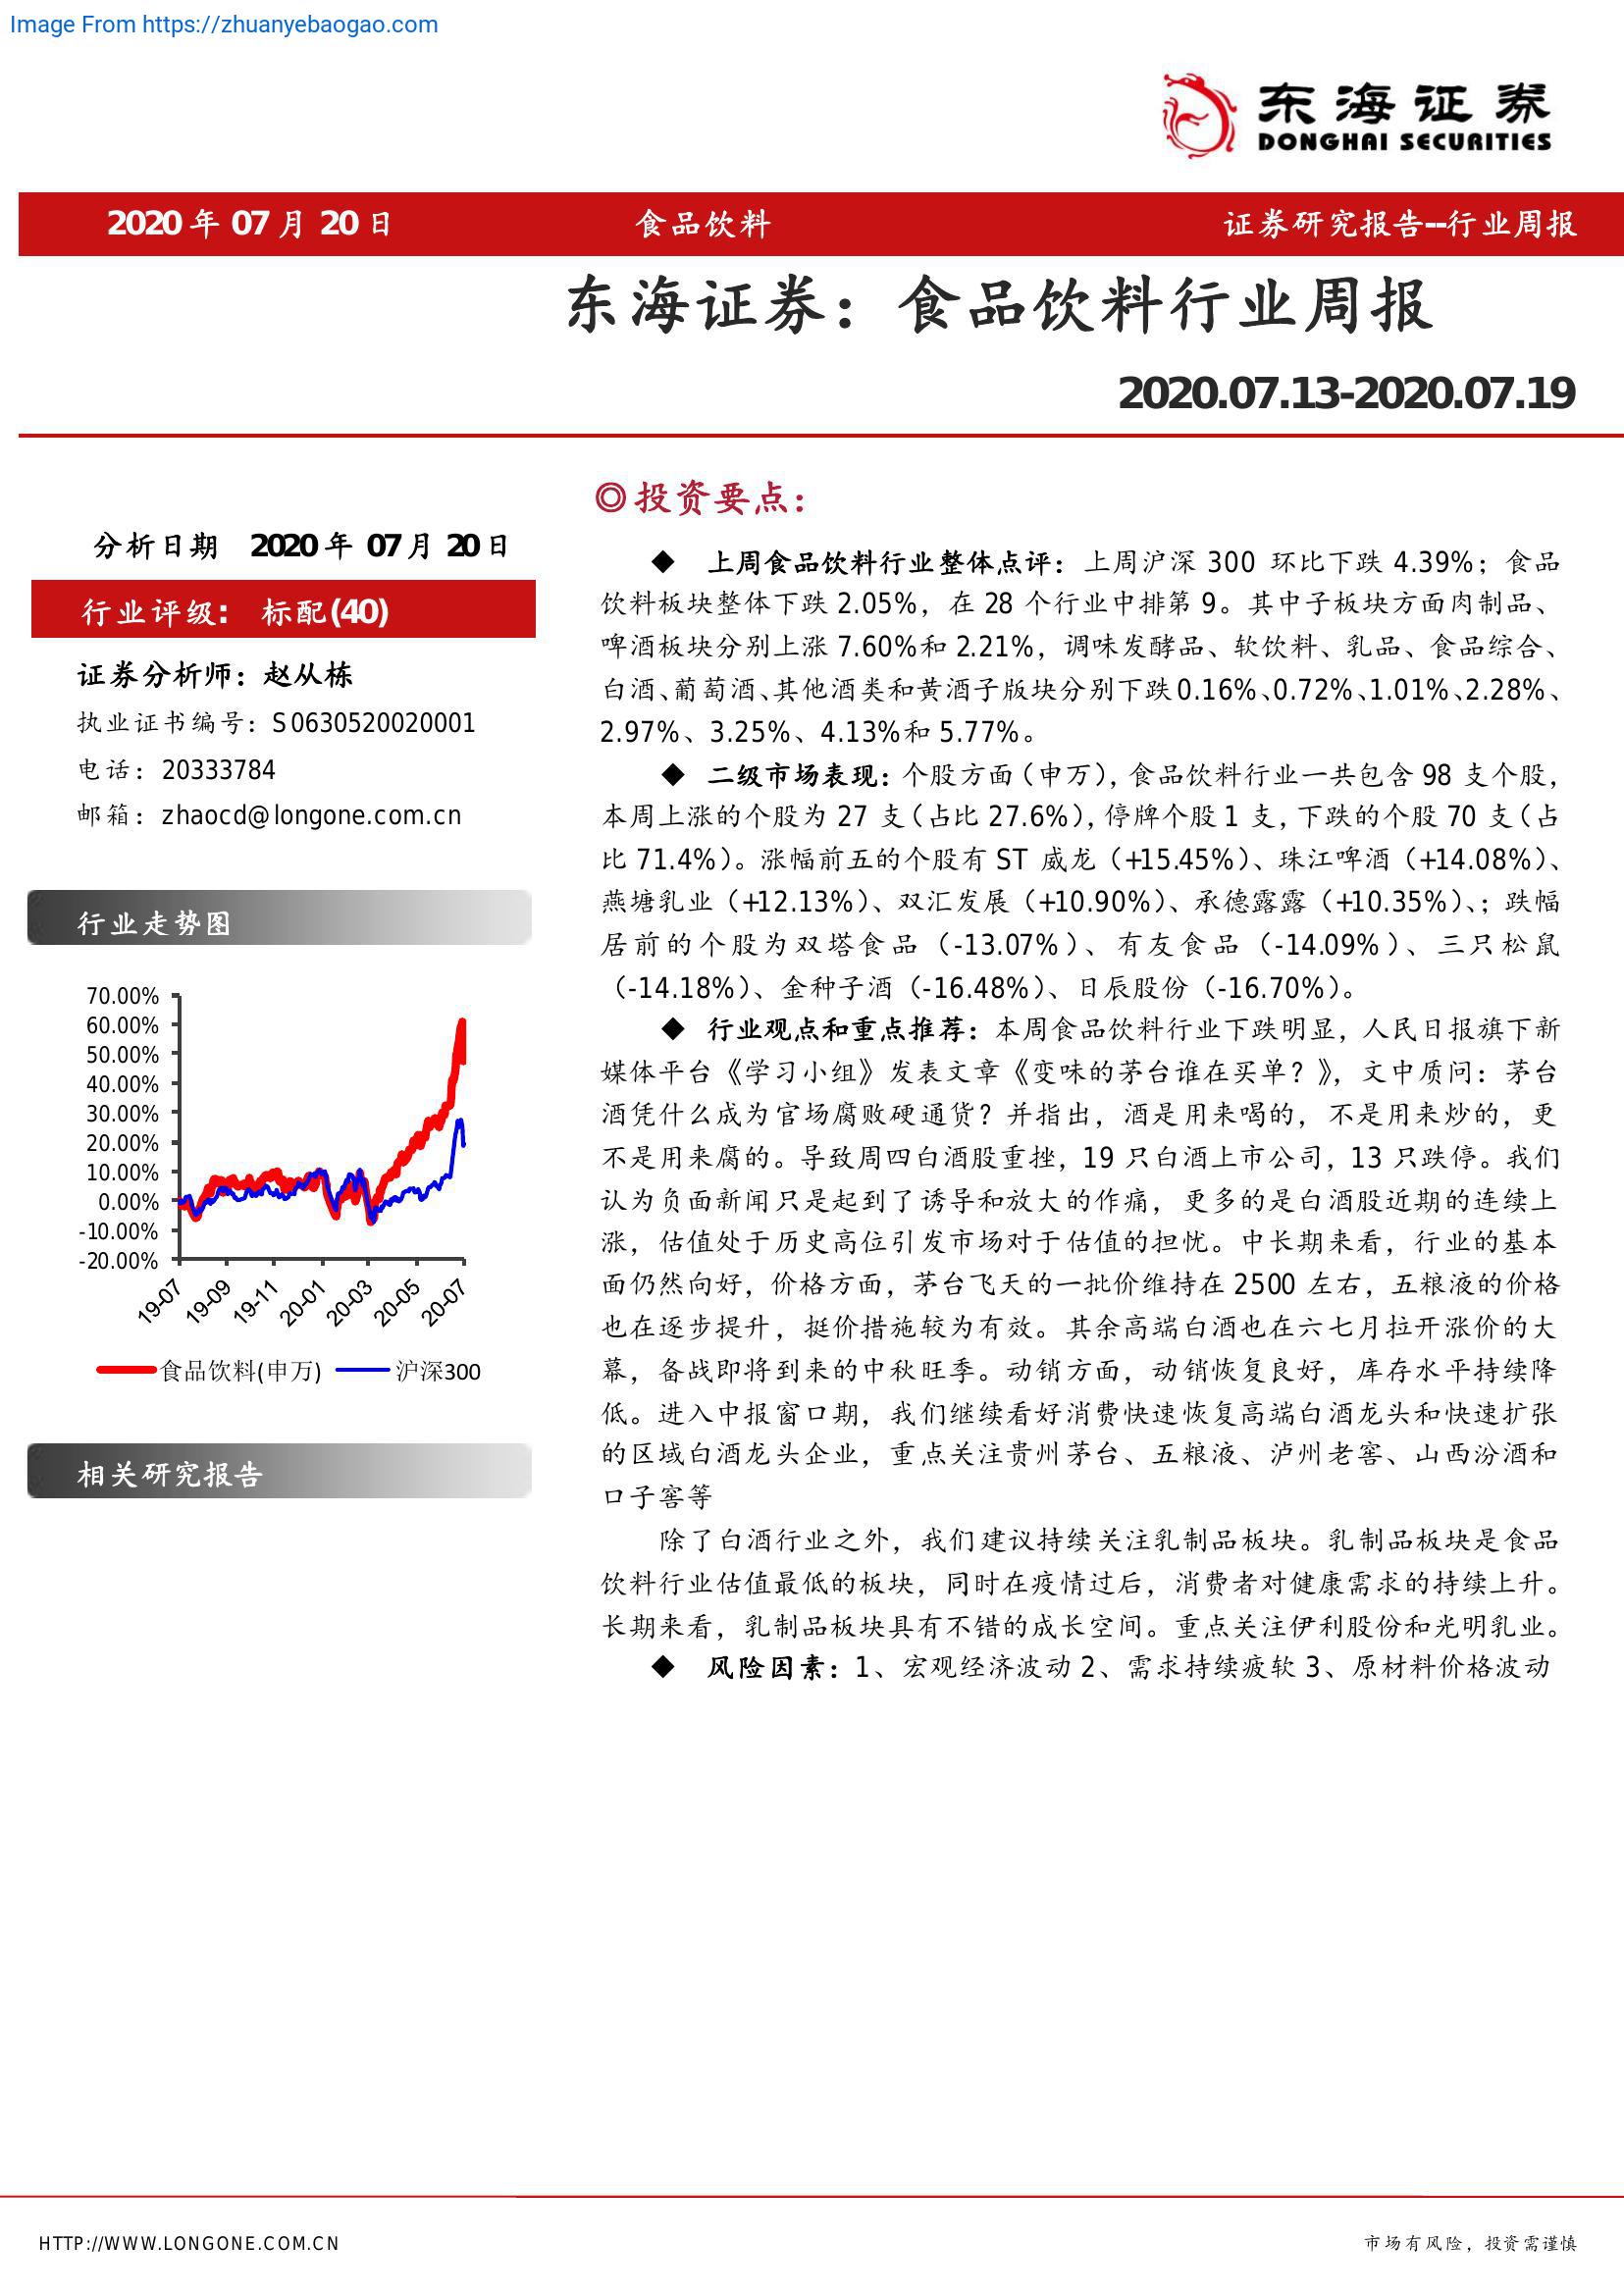 Image From https://zhuanyebaogao.com
东海证券
DONGHAI SECURITIES
2020 年 07 月 20 日 食品饮料 证券研究报告--行业周报
东海证券：食品饮料行业周报
2020.07.13-2020.07.19
分析日期 2020 年 07 月 20 日
行业评级: 标配(40)
证券分析师：赵从栋
执业证书编号：S0630520020001
电话：20333784
邮箱：zhaocd@longone.com.cn
行业走势图
70.00%
60.00%
50.00%
40.00%
30.00%
20.00%
10.00%
0.00%
-10.00%
-20.00%
19-07 19-09 19-11 20-01 20-03 20-05 20-07
食品饮料(申万) 沪深300
相关研究报告
◎投资要点：
◆ 上周食品饮料行业整体点评：上周沪深 300 环比下跌 4.39%；食品
饮料板块整体下跌 2.05%，在 28 个行业中排第 9。其中子板块方面肉制品、
啤酒板块分别上涨 7.60%和 2.21%，调味发酵品、软饮料、乳品、食品综合、
白酒、葡萄酒、其他酒类和黄酒子版块分别下跌 0.16%、0.72%、1.01%、2.28%、
2.97%、3.25%、4.13%和 5.77%。
◆ 二级市场表现：个股方面（申万），食品饮料行业一共包含 98 支个股，
本周上涨的个股为 27 支（占比 27.6%），停牌个股 1 支，下跌的个股 70 支（占
比 71.4%）。涨幅前五的个股有 ST 威龙（+15.45%）、珠江啤酒（+14.08%）、
燕塘乳业（+12.13%）、双汇发展（+10.90%）、承德露露（+10.35%）、；跌幅
居前的个股为双塔食品（-13.07%）、有友食品（-14.09%）、三只松鼠
（-14.18%）、金种子酒（-16.48%）、日辰股份（-16.70%）。
◆ 行业观点和重点推荐：本周食品饮料行业下跌明显，人民日报旗下新
媒体平台《学习小组》发表文章《变味的茅台谁在买单？》，文中质问：茅台
酒凭什么成为官场腐败硬通货？并指出，酒是用来喝的，不是用来炒的，更
不是用来腐的。导致周四白酒股重挫，19 只白酒上市公司，13 只跌停。我们
认为负面新闻只是起到了诱导和放大的作痛，更多的是白酒股近期的连续上
涨，估值处于历史高位引发市场对于估值的担忧。中长期来看，行业的基本
面仍然向好，价格方面，茅台飞天的一批价维持在 2500 左右，五粮液的价格
也在逐步提升，挺价措施较为有效。其余高端白酒也在六七月拉开涨价的大
幕，备战即将到来的中秋旺季。动销方面，动销恢复良好，库存水平持续降
低。进入中报窗口期，我们继续看好消费快速恢复高端白酒龙头和快速扩张
的区域白酒龙头企业，重点关注贵州茅台、五粮液、泸州老窖、山西汾酒和
口子窖等
除了白酒行业之外，我们建议持续关注乳制品板块。乳制品板块是食品
饮料行业估值最低的板块，同时在疫情过后，消费者对健康需求的持续上升。
长期来看，乳制品板块具有不错的成长空间。重点关注伊利股份和光明乳业。
◆ 风险因素：1、宏观经济波动 2、需求持续疲软 3、原材料价格波动
HTTP://WWW.LONGONE.COM.CN 市场有风险，投资需谨慎